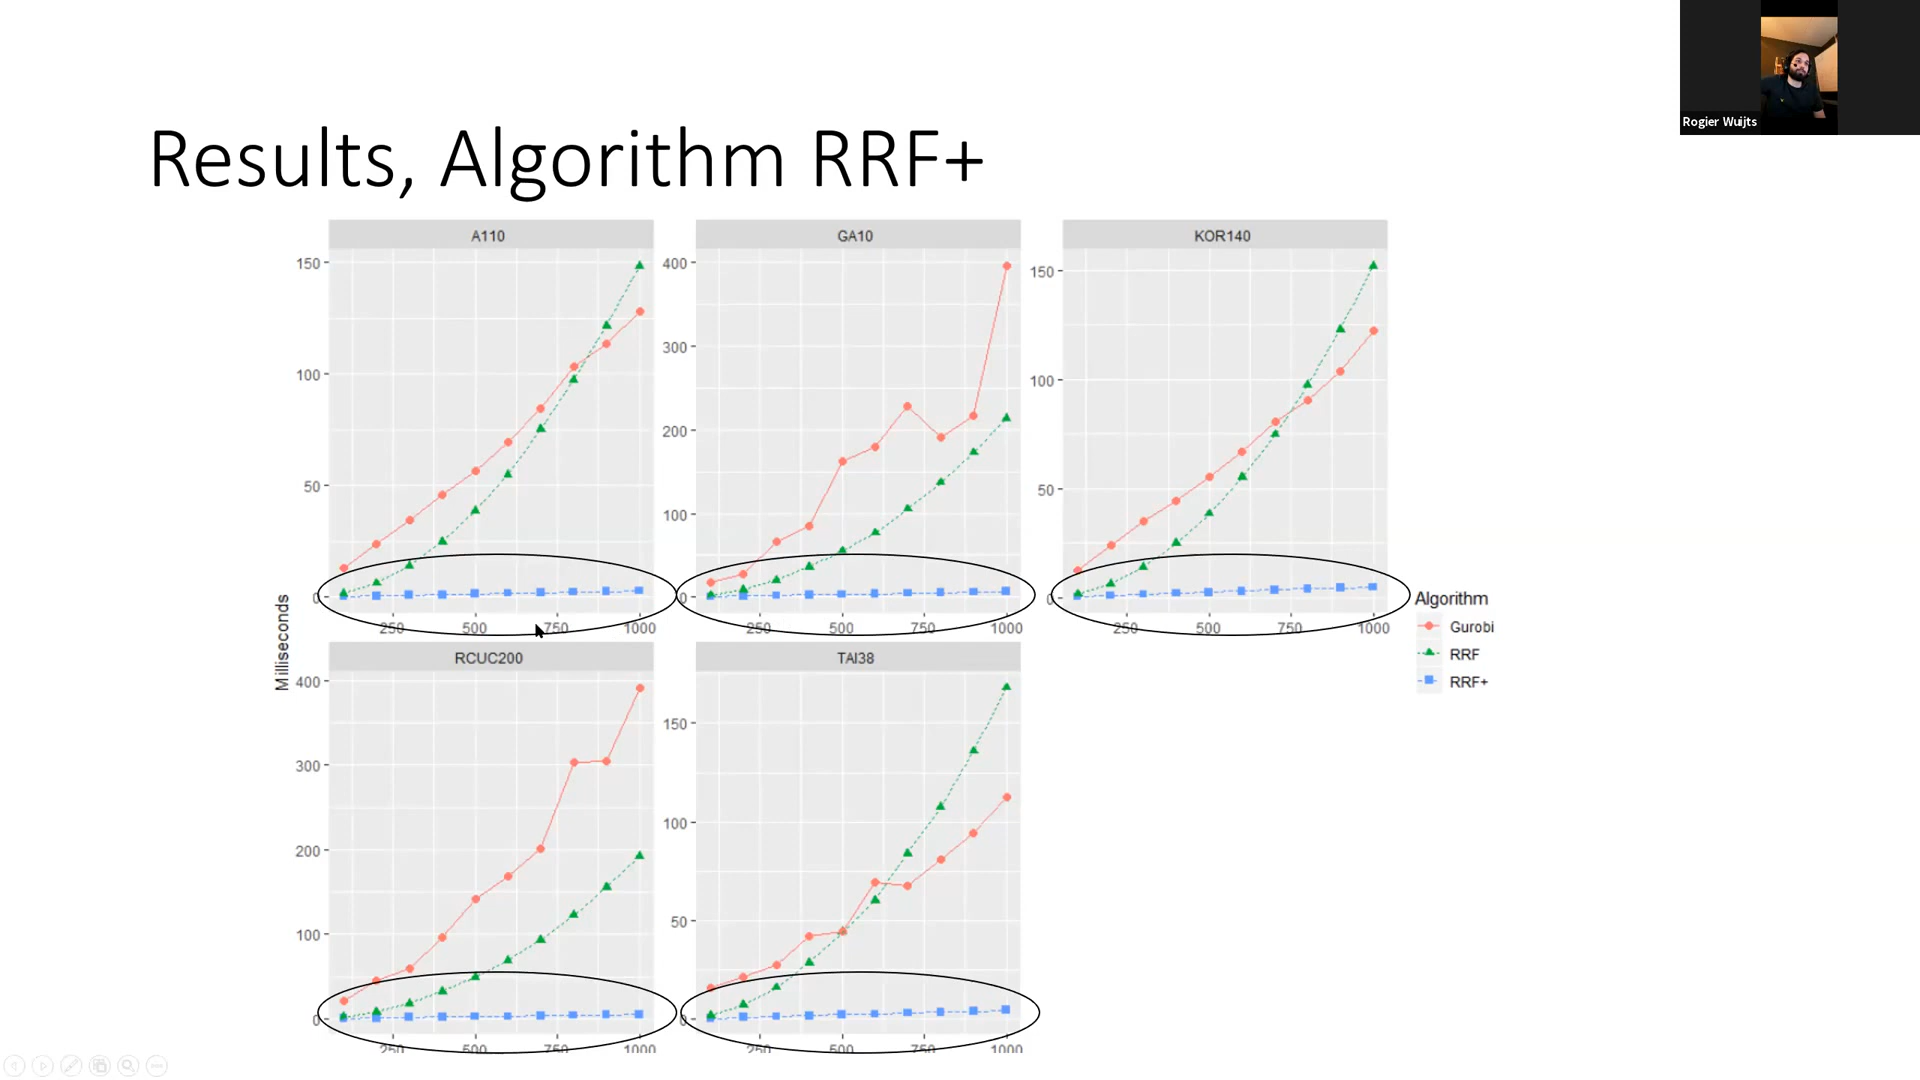 Rogier Wuijts
Results, Algorithm RRF+
A110
GA10
KOR140
150
100
50
0
400
300
200
100
0
150
100
50
0
250 500 750 1000
250 500 750 1000
250 500 750 1000
Milliseconds
Algorithm
Gurobi
RRF
RRF+
RCUC200
TAI38
400
300
200
100
0
150
100
50
0
250 500 750 1000
250 500 750 1000